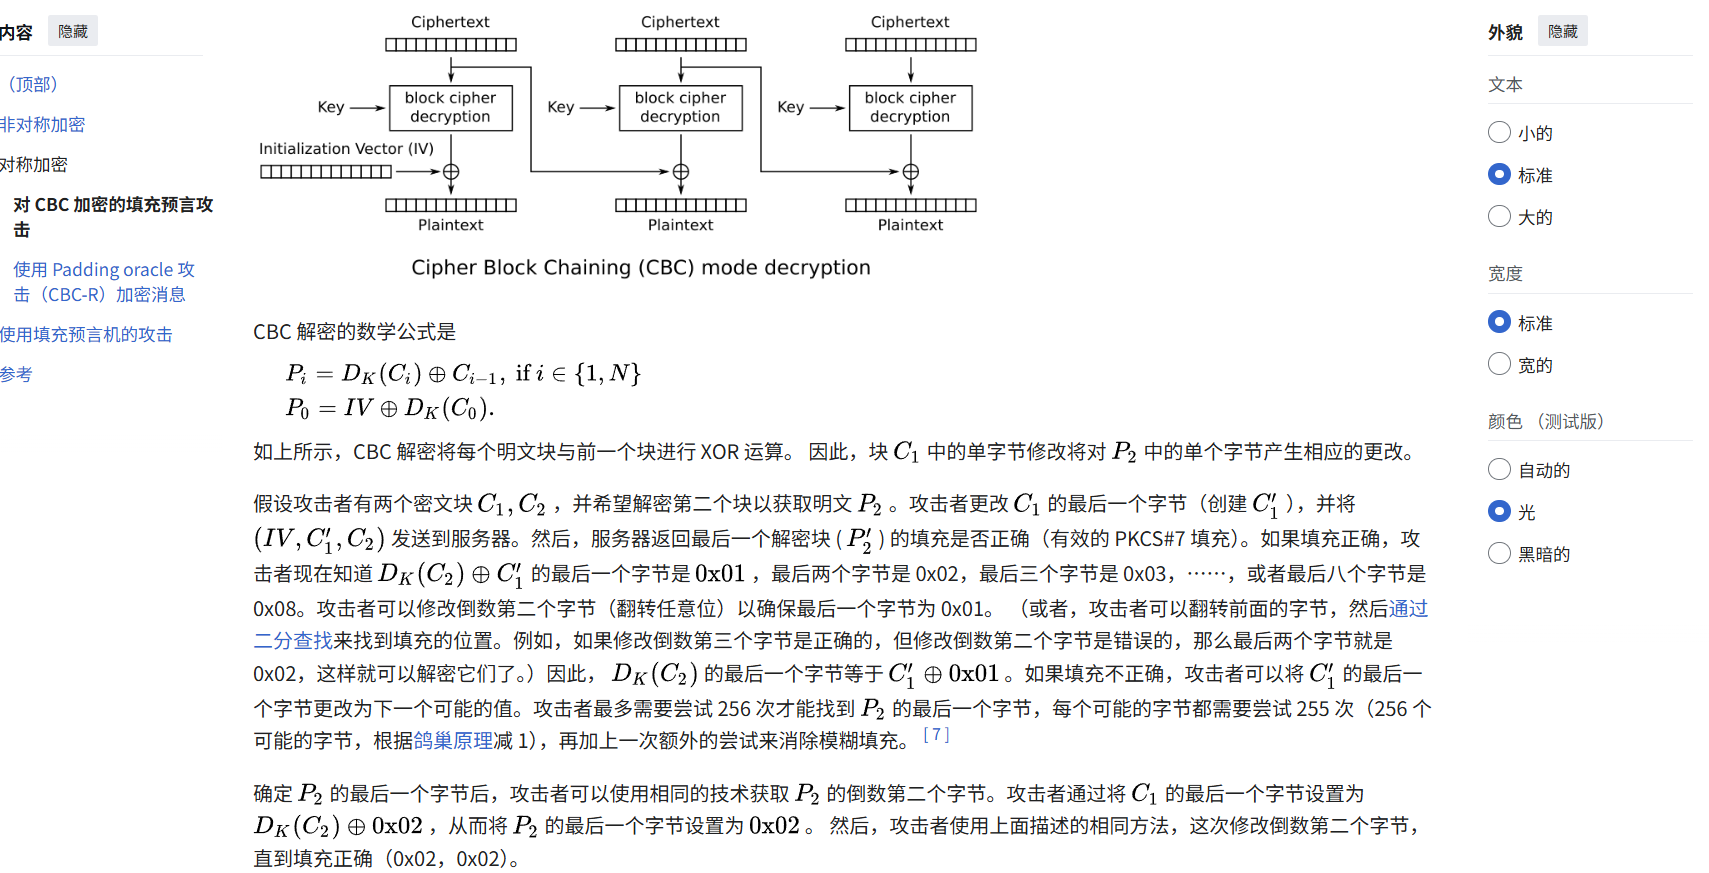 内容 隐藏
（顶部）
非对称加密
对称加密
对 CBC 加密的填充预言攻
击
使用 Padding oracle 攻
击（CBC-R）加密消息
使用填充预言机的攻击
参考
Ciphertext Ciphertext Ciphertext
Key block cipher decryption Key block cipher decryption Key block cipher decryption
Initialization Vector (IV)
Plaintext Plaintext Plaintext
Cipher Block Chaining (CBC) mode decryption
CBC 解密的数学公式是
P_i = D_K(C_i) ⊕ C_{i−1}, if i ∈ {1, N}
P_0 = IV ⊕ D_K(C_0).
如上所示，CBC 解密将每个明文块与前一个块进行 XOR 运算。 因此，块 C_1 中的单字节修改将对 P_2 中的单个字节产生相应的更改。
假设攻击者有两个密文块 C_1, C_2 ，并希望解密第二个块以获取明文 P_2 。攻击者更改 C_1 的最后一个字节（创建 C_1′ ），并将
(IV, C_1′, C_2) 发送到服务器。然后，服务器返回最后一个解密块 ( P_2′ ) 的填充是否正确（有效的 PKCS#7 填充）。如果填充正确，攻
击者现在知道 D_K(C_2) ⊕ C_1′ 的最后一个字节是 0x01 ，最后两个字节是 0x02，最后三个字节是 0x03，……，或者最后八个字节是
0x08。攻击者可以修改倒数第二个字节（翻转任意位）以确保最后一个字节为 0x01。 （或者，攻击者可以翻转前面的字节，然后通过
二分查找来找到填充的位置。例如，如果修改倒数第三个字节是正确的，但修改倒数第二个字节是错误的，那么最后两个字节就是
0x02，这样就可以解密它们了。）因此， D_K(C_2) 的最后一个字节等于 C_1′ ⊕ 0x01 。如果填充不正确，攻击者可以将 C_1′ 的最后一
个字节更改为下一个可能的值。攻击者最多需要尝试 256 次才能找到 P_2 的最后一个字节，每个可能的字节都需要尝试 255 次（256 个
可能的字节，根据鸽巢原理减 1），再加上一次额外的尝试来消除模糊填充。 [ 7 ]
确定 P_2 的最后一个字节后，攻击者可以使用相同的技术获取 P_2 的倒数第二个字节。攻击者通过将 C_1 的最后一个字节设置为
D_K(C_2) ⊕ 0x02 ，从而将 P_2 的最后一个字节设置为 0x02 。 然后，攻击者使用上面描述的相同方法，这次修改倒数第二个字节，
直到填充正确（0x02，0x02）。
外貌 隐藏
文本
小的
标准
大的
宽度
标准
宽的
颜色 （测试版）
自动的
光
黑暗的